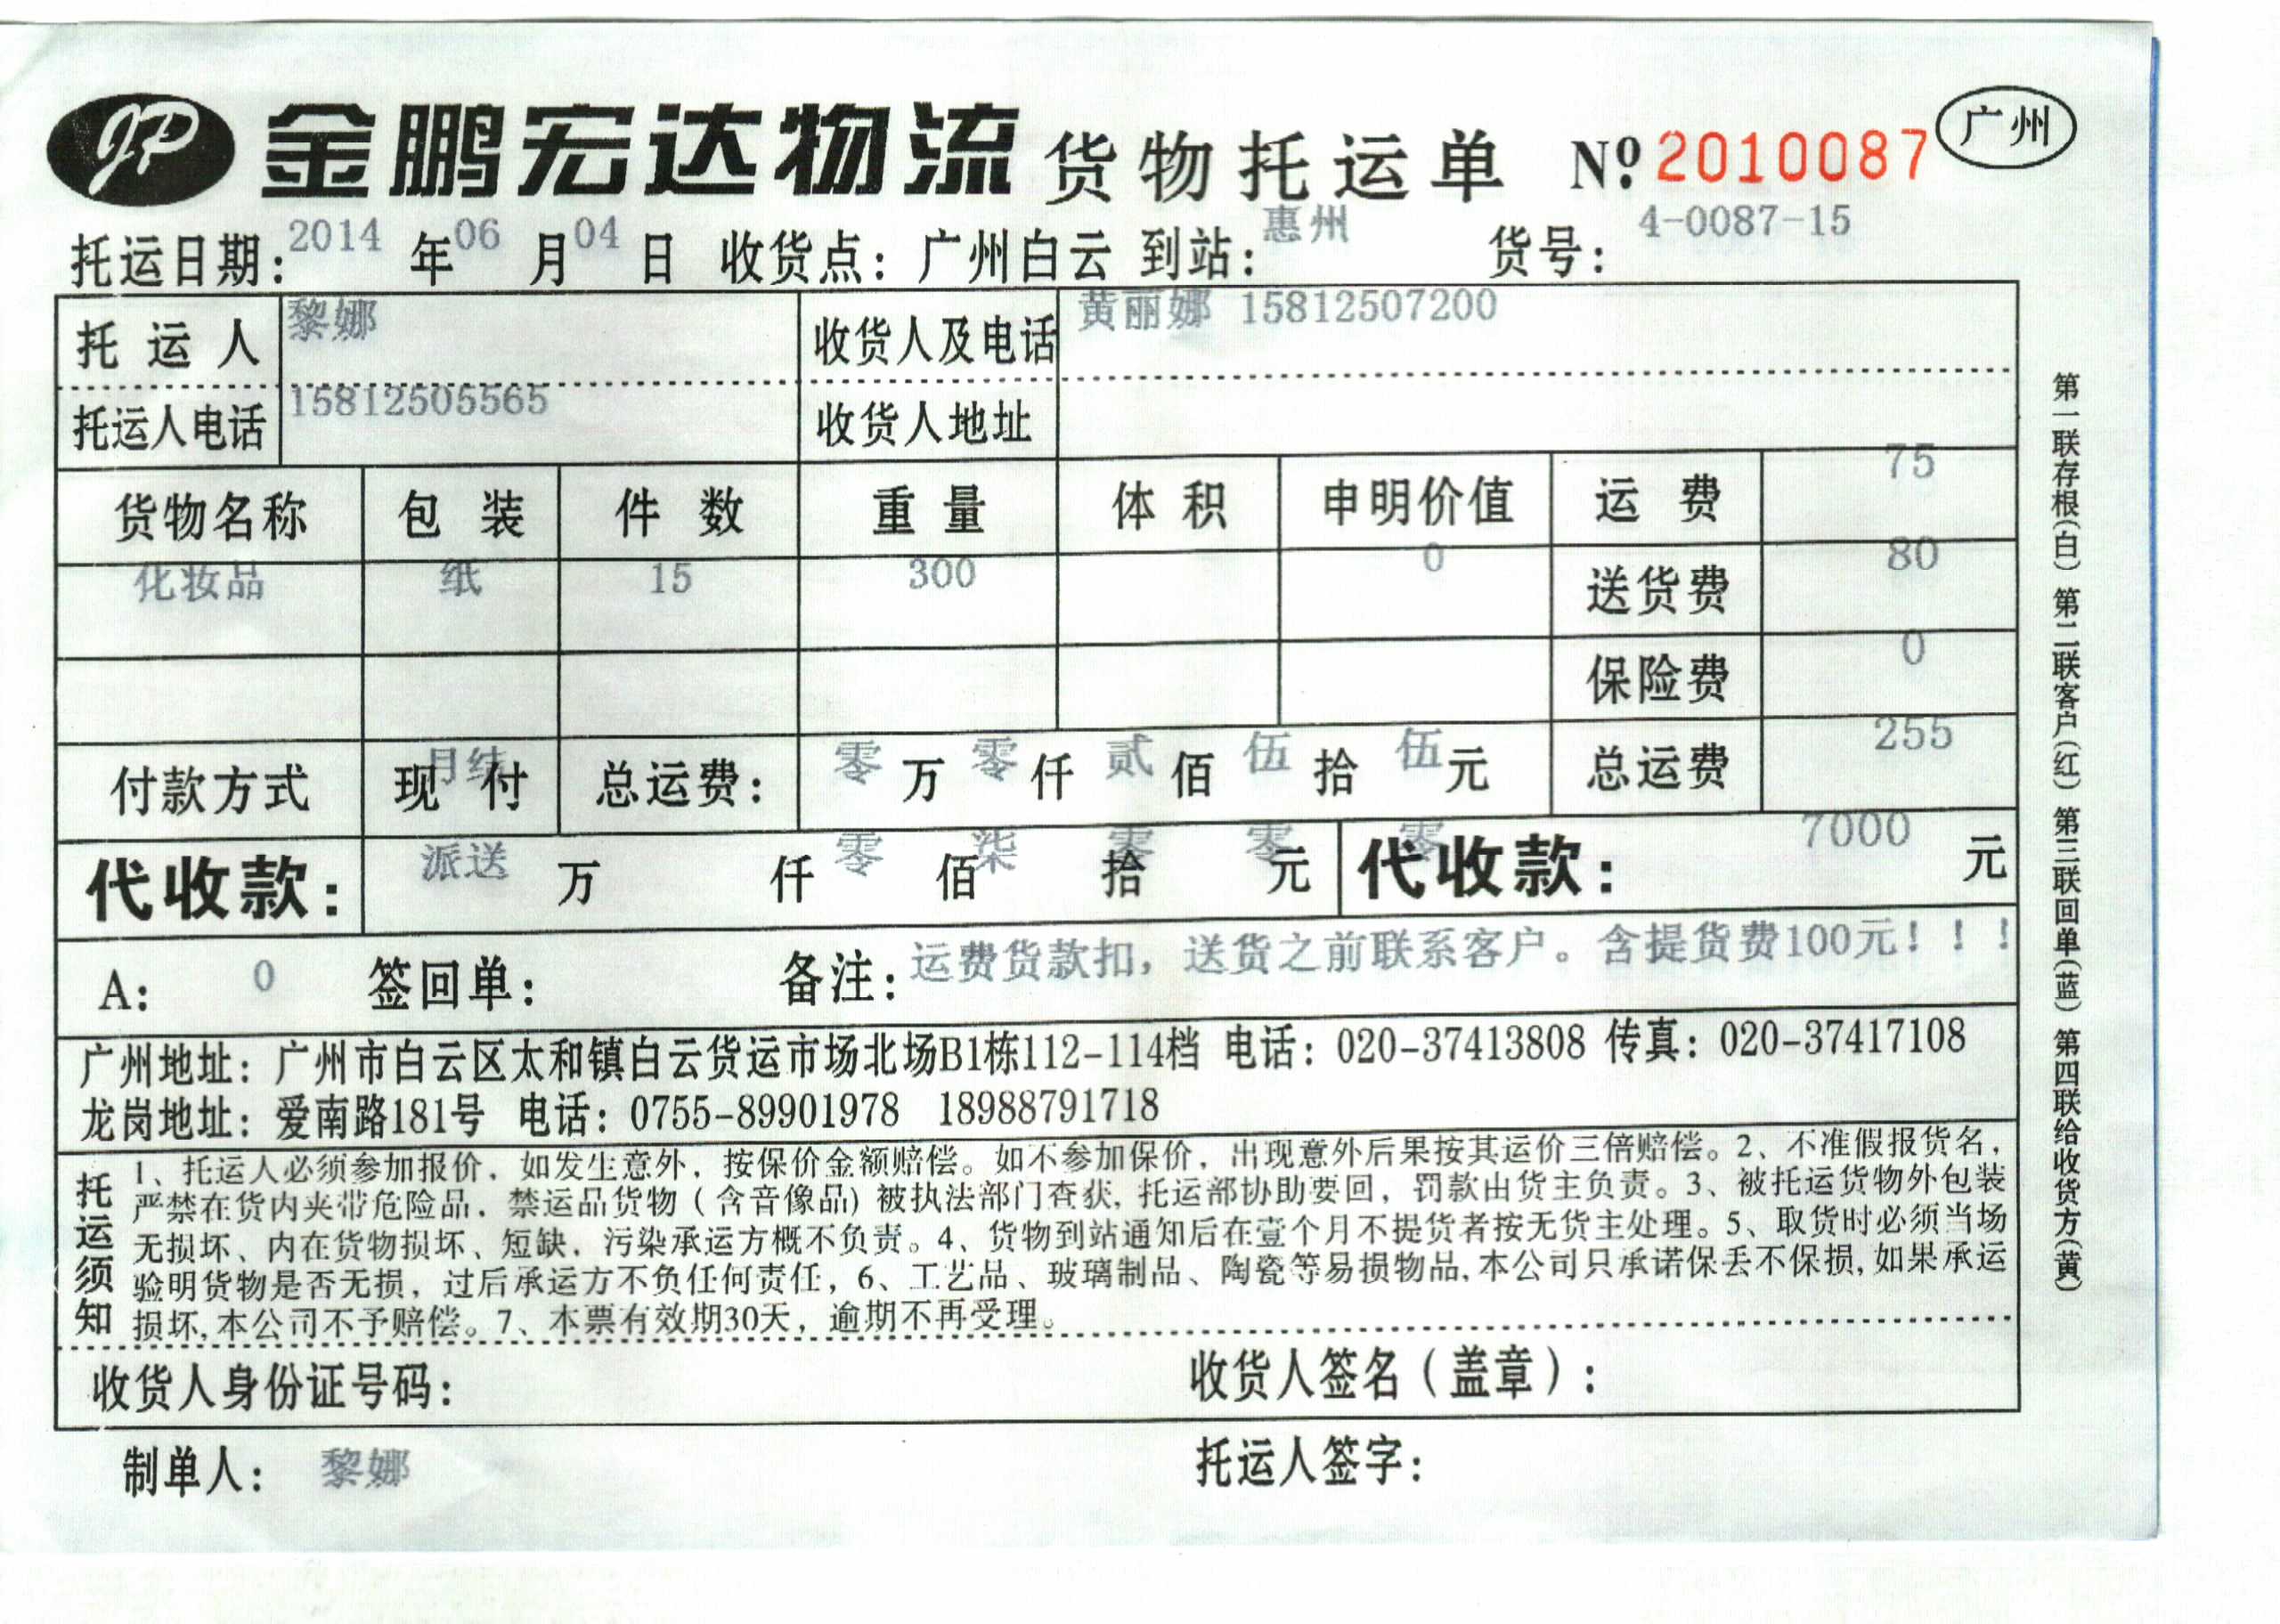 JP 金鹏宏达物流 货物托运单 Nº 2010087 广州
托运日期: 2014 年 06 月 04 日 收货点: 广州白云 到站: 惠州 货号: 4-0087-15
托运人 黎娜 收货人及电话 黄丽娜 15812507200
托运人电话 15812505565 收货人地址
货物名称 包装 件数 重量 体积 申明价值 运费 75
化妆品 纸 15 300 0 送货费 80
保险费 0
付款方式 现付 月结 总运费: 零 万 零 仟 贰 佰 伍 拾 伍 元 总运费 255
代收款: 派送 万 仟 零 佰 柒 拾 零 零 元 零 代收款: 7000 元
A: 0 签回单: 备注: 运费货款扣，送货之前联系客户。含提货费100元！！！
广州地址: 广州市白云区太和镇白云货运市场北场B1栋112-114档 电话: 020-37413808 传真: 020-37417108
龙岗地址: 爱南路181号 电话: 0755-89901978 18988791718
托运须知
1、托运人必须参加报价，如发生意外，按保价金额赔偿。如不参加保价，出现意外后果按其运价三倍赔偿。2、不准假报货名，
严禁在货内夹带危险品，禁运品货物（含音像品）被执法部门查获，托运部协助要回，罚款由货主负责。3、被托运货物外包装
无损坏、内在货物损坏、短缺，污染承运方概不负责。4、货物到站通知后在壹个月不提货者按无货主处理。5、取货时必须当场
验明货物是否无损，过后承运方不负任何责任，6、工艺品、玻璃制品、陶瓷等易损物品，本公司只承诺保丢不保损，如果承运
损坏，本公司不予赔偿。7、本票有效期30天，逾期不再受理。
收货人身份证号码: 收货人签名（盖章）:
制单人: 黎娜 托运人签字:
第一联存根(白) 第二联客户(红) 第三联回单(蓝) 第四联给收货方(黄)